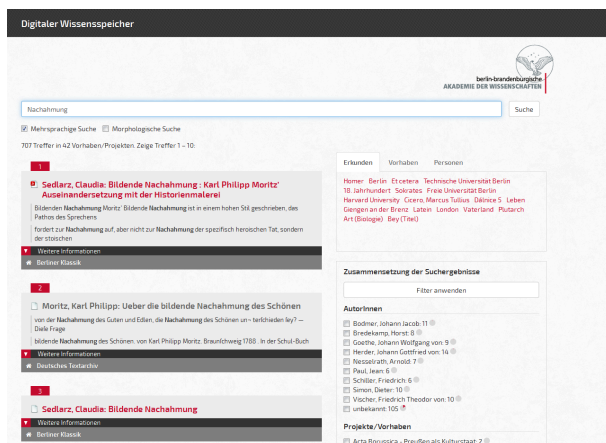 Digitaler Wissensspeicher
berlin-brandenburgische
AKADEMIE DER WISSENSCHAFTEN
Nachahmung
Suche
Mehrsprachige Suche Morphologische Suche
707 Treffer in 42 Vorhaben/Projekten. Zeige Treffer 1 – 10:
1
Sedlarz, Claudia: Bildende Nachahmung : Karl Philipp Moritz'
Auseinandersetzung mit der Historienmalerei
Bildenden Nachahmung Moritz' Bildende Nachahmung ist in einem hohen Stil geschrieben, das
Pathos des Sprechens
fordert zur Nachahmung auf, aber nicht zur Nachahmung der spezifisch heroischen Tat, sondern
der stoischen
Weitere Informationen
Berliner Klassik
2
Moritz, Karl Philipp: Ueber die bildende Nachahmung des Schönen
von der Nachahmung des Guten und Edlen, die Nachahmung des Schönen un¬ terſchieden ſey? —
Dieſe Frage
bildende Nachahmung des Schönen. von Karl Philipp Moritz. Braunſchweig 1788 . In der Schul-Buch
Weitere Informationen
Deutsches Textarchiv
3
Sedlarz, Claudia: Bildende Nachahmung
Weitere Informationen
Berliner Klassik
Erkunden Vorhaben Personen
Homer Berlin Et cetera Technische Universität Berlin
18. Jahrhundert Sokrates Freie Universität Berlin
Harvard University Cicero, Marcus Tullius Dálnice 5 Leben
Giengen an der Brenz Latein London Vaterland Plutarch
Art (Biologie) Bey (Titel)
Zusammensetzung der Suchergebnisse
Filter anwenden
AutorInnen
Bodmer, Johann Jacob: 11
Bredekamp, Horst: 8
Goethe, Johann Wolfgang von: 9
Herder, Johann Gottfried von: 14
Nesselrath, Arnold: 7
Paul, Jean: 6
Schiller, Friedrich: 6
Simon, Dieter: 10
Vischer, Friedrich Theodor von: 10
unbekannt: 105
Projekte/Vorhaben
Acta Borussica - Preußen als Kulturstaat: 2